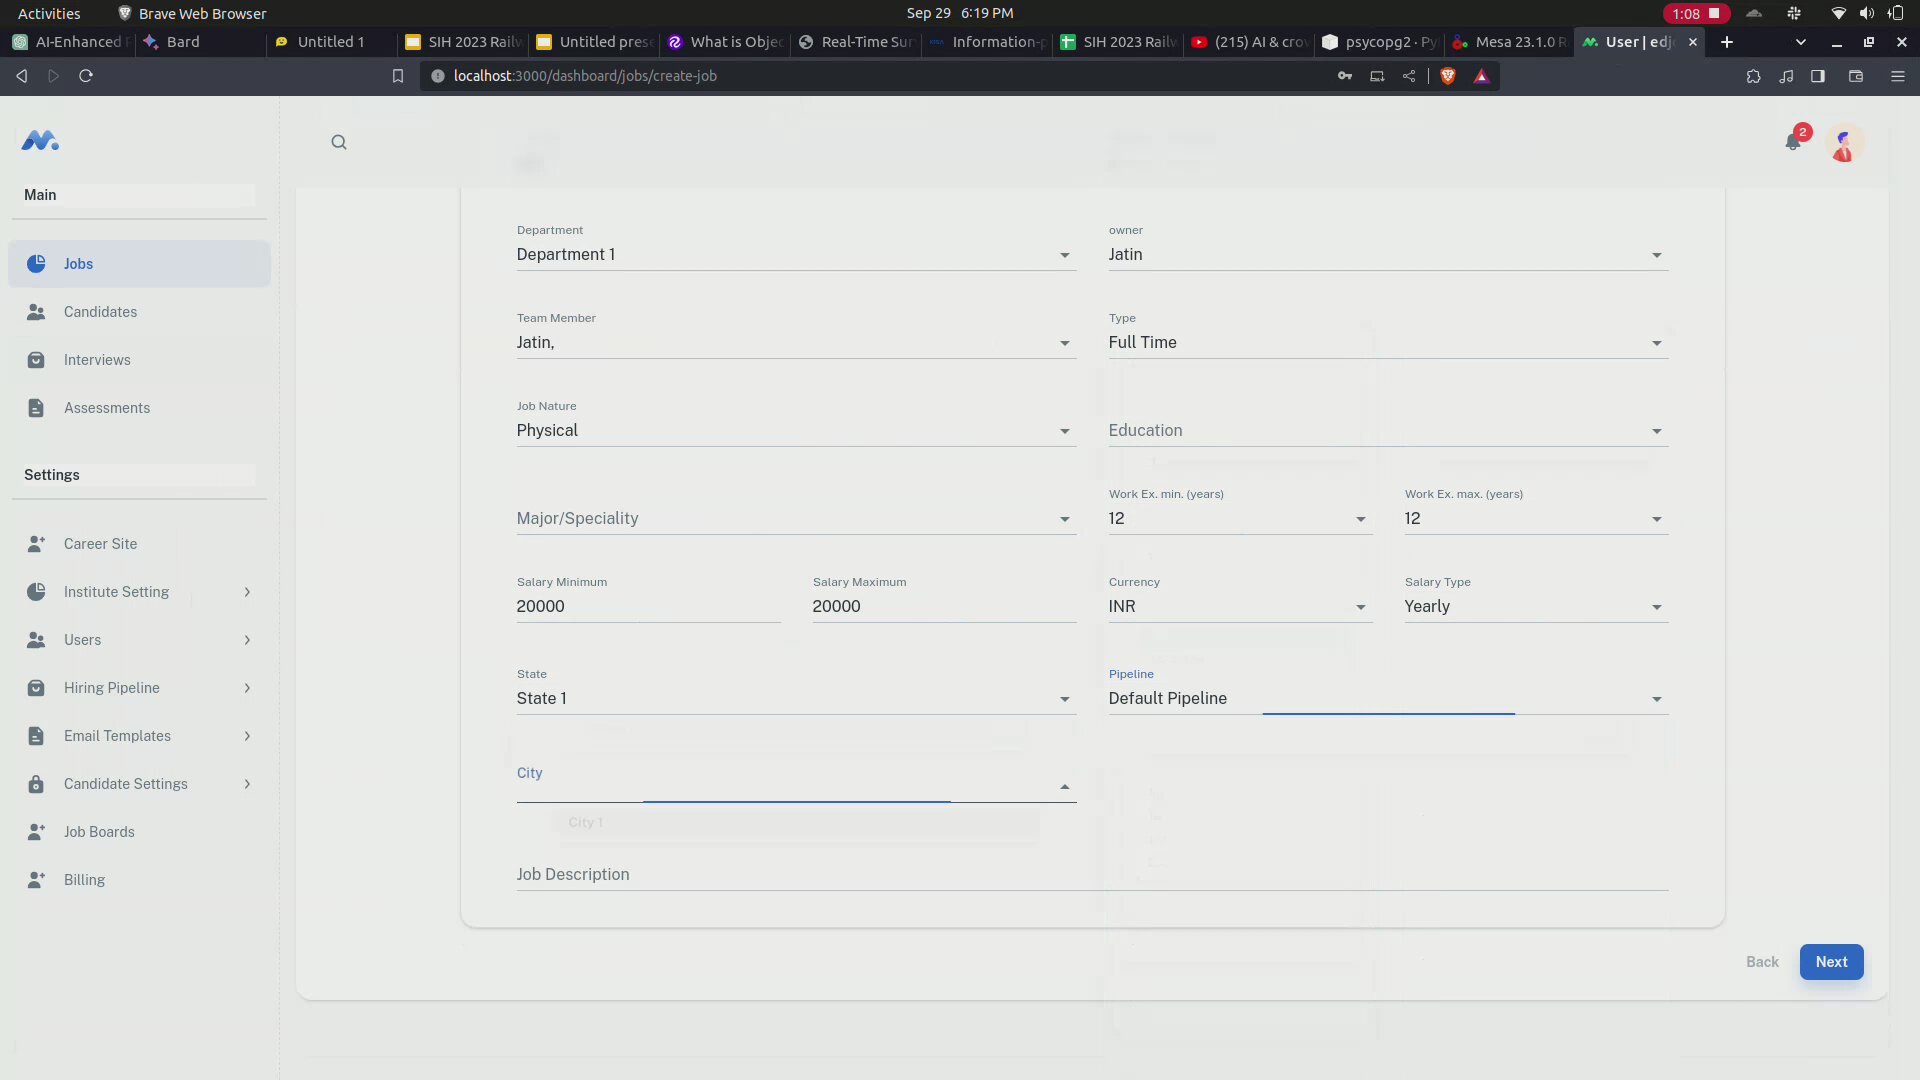 Activities
Brave Web Browser
Sep 29 6:19 PM
1:08
AI-Enhanced
Bard
Untitled 1
SIH 2023 Railw
Untitled prese
What is Objec
Real-Time Sur
Information-p
SIH 2023 Railw
(215) AI & crow
psycopg2 · Py
Mesa 23.1.0 R
User | edjo
localhost:3000/dashboard/jobs/create-job
2
Main
Jobs
Candidates
Interviews
Assessments
Settings
Career Site
Institute Setting
Users
Hiring Pipeline
Email Templates
Candidate Settings
Job Boards
Billing
Department
Department 1
owner
Jatin
Team Member
Jatin,
Type
Full Time
Job Nature
Physical
Education
Major/Speciality
Work Ex. min. (years)
12
Work Ex. max. (years)
12
Salary Minimum
20000
Salary Maximum
20000
Currency
INR
Salary Type
Yearly
State
State 1
Pipeline
Default Pipeline
City
City 1
Job Description
Back
Next